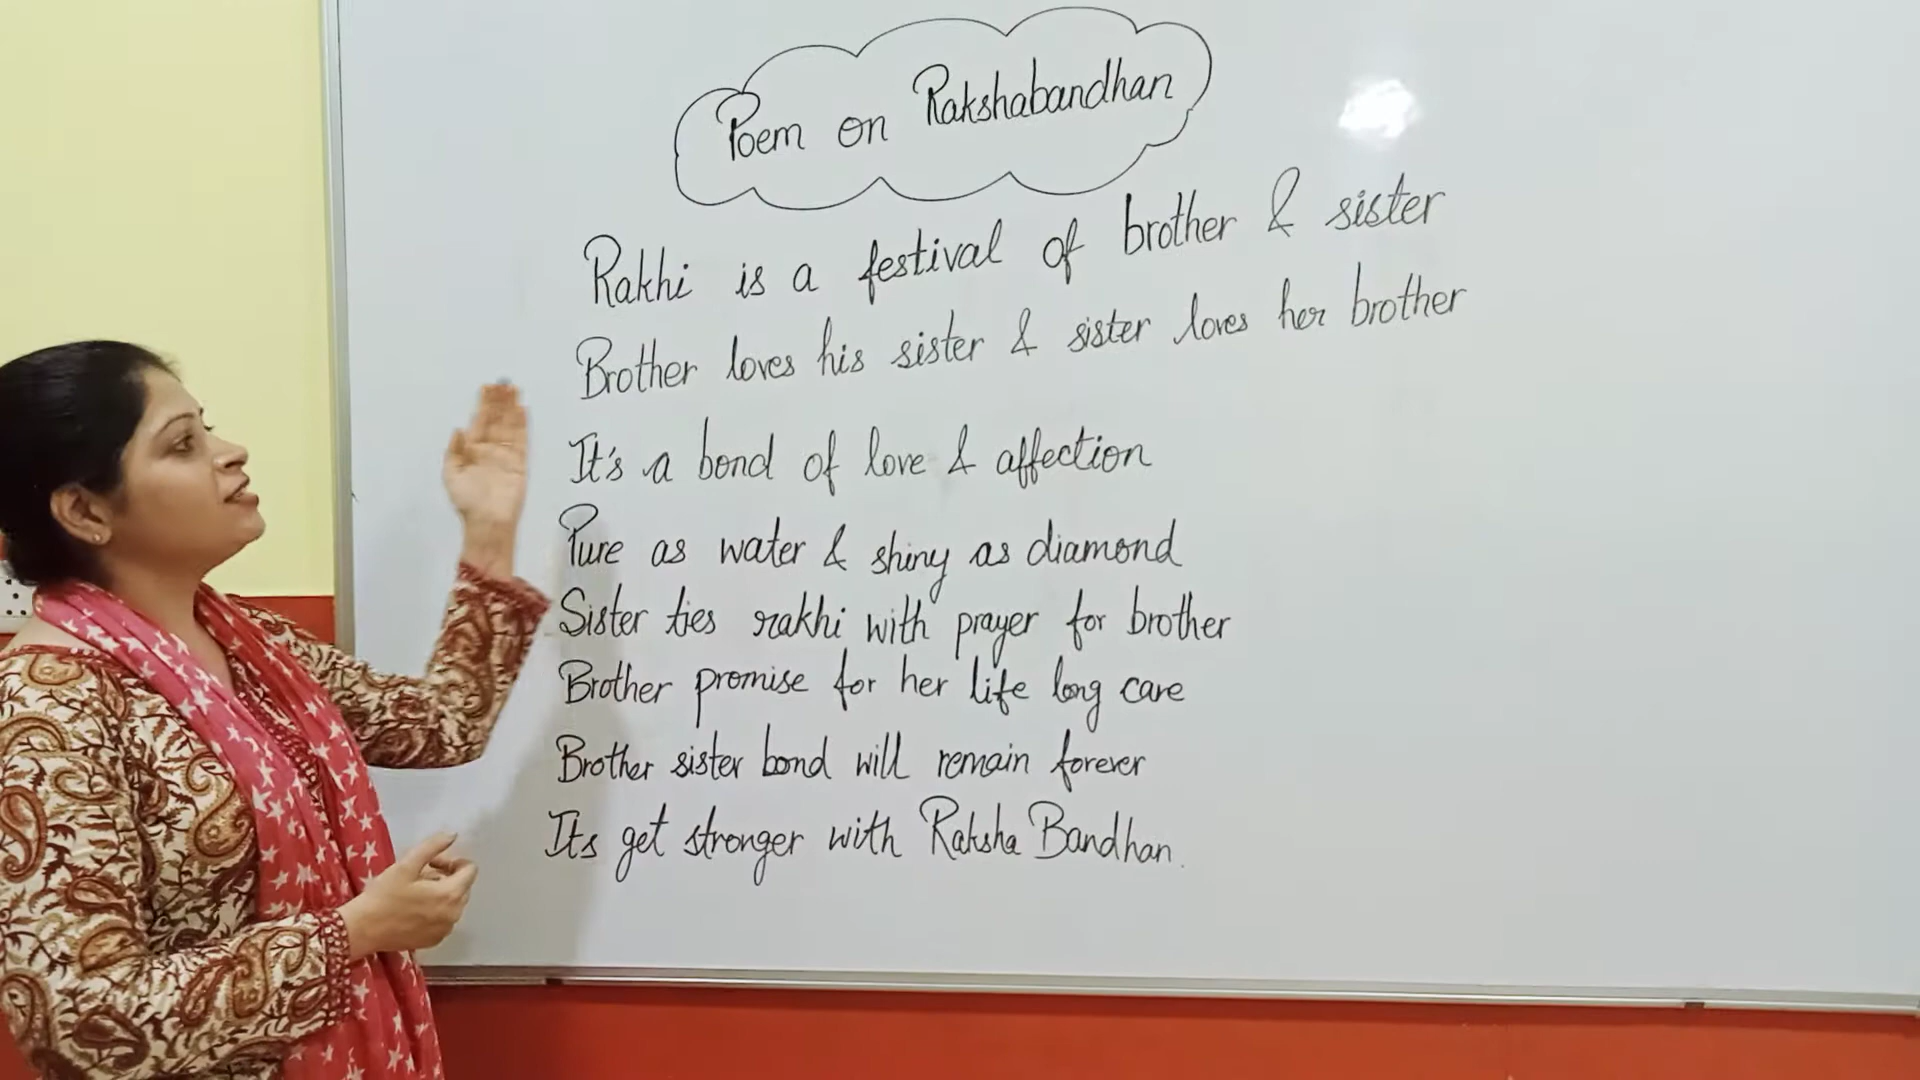 Poem on Rakshabandhan
Rakhi is a festival of brother & sister
Brother loves his sister & sister loves her brother
It's a bond of love & affection
Pure as water & shiny as diamond
Sister ties rakhi with prayer for brother
Brother promise for her life long care
Brother sister bond will remain forever
Its get stronger with Raksha Bandhan.